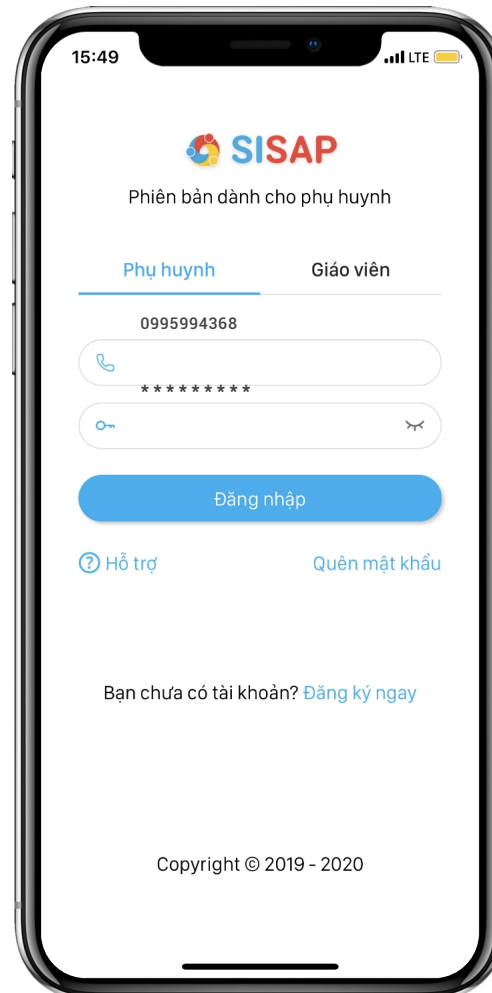 15:49 LTE
SISAP
Phiên bản dành cho phụ huynh
Phụ huynh Giáo viên
0995994368
*********
Đăng nhập
? Hỗ trợ Quên mật khẩu
Bạn chưa có tài khoản? Đăng ký ngay
Copyright © 2019 - 2020